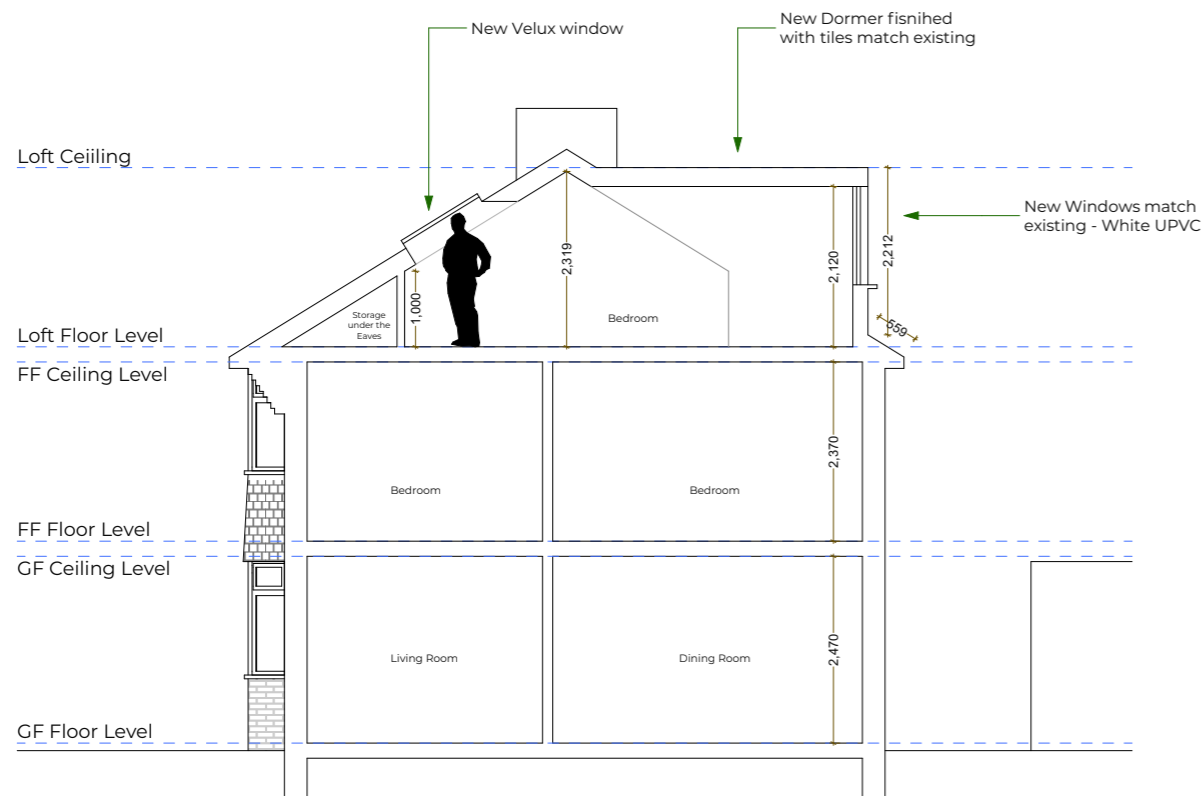 New Velux window
New Dormer fisnihed
with tiles match existing
Loft Ceiiling
New Windows match
existing - White UPVC
2,212
2,319
2,120
1,000
Storage
under the
Eaves
Bedroom
559
Loft Floor Level
FF Ceiling Level
2,370
Bedroom
Bedroom
FF Floor Level
GF Ceiling Level
2,470
Living Room
Dining Room
GF Floor Level